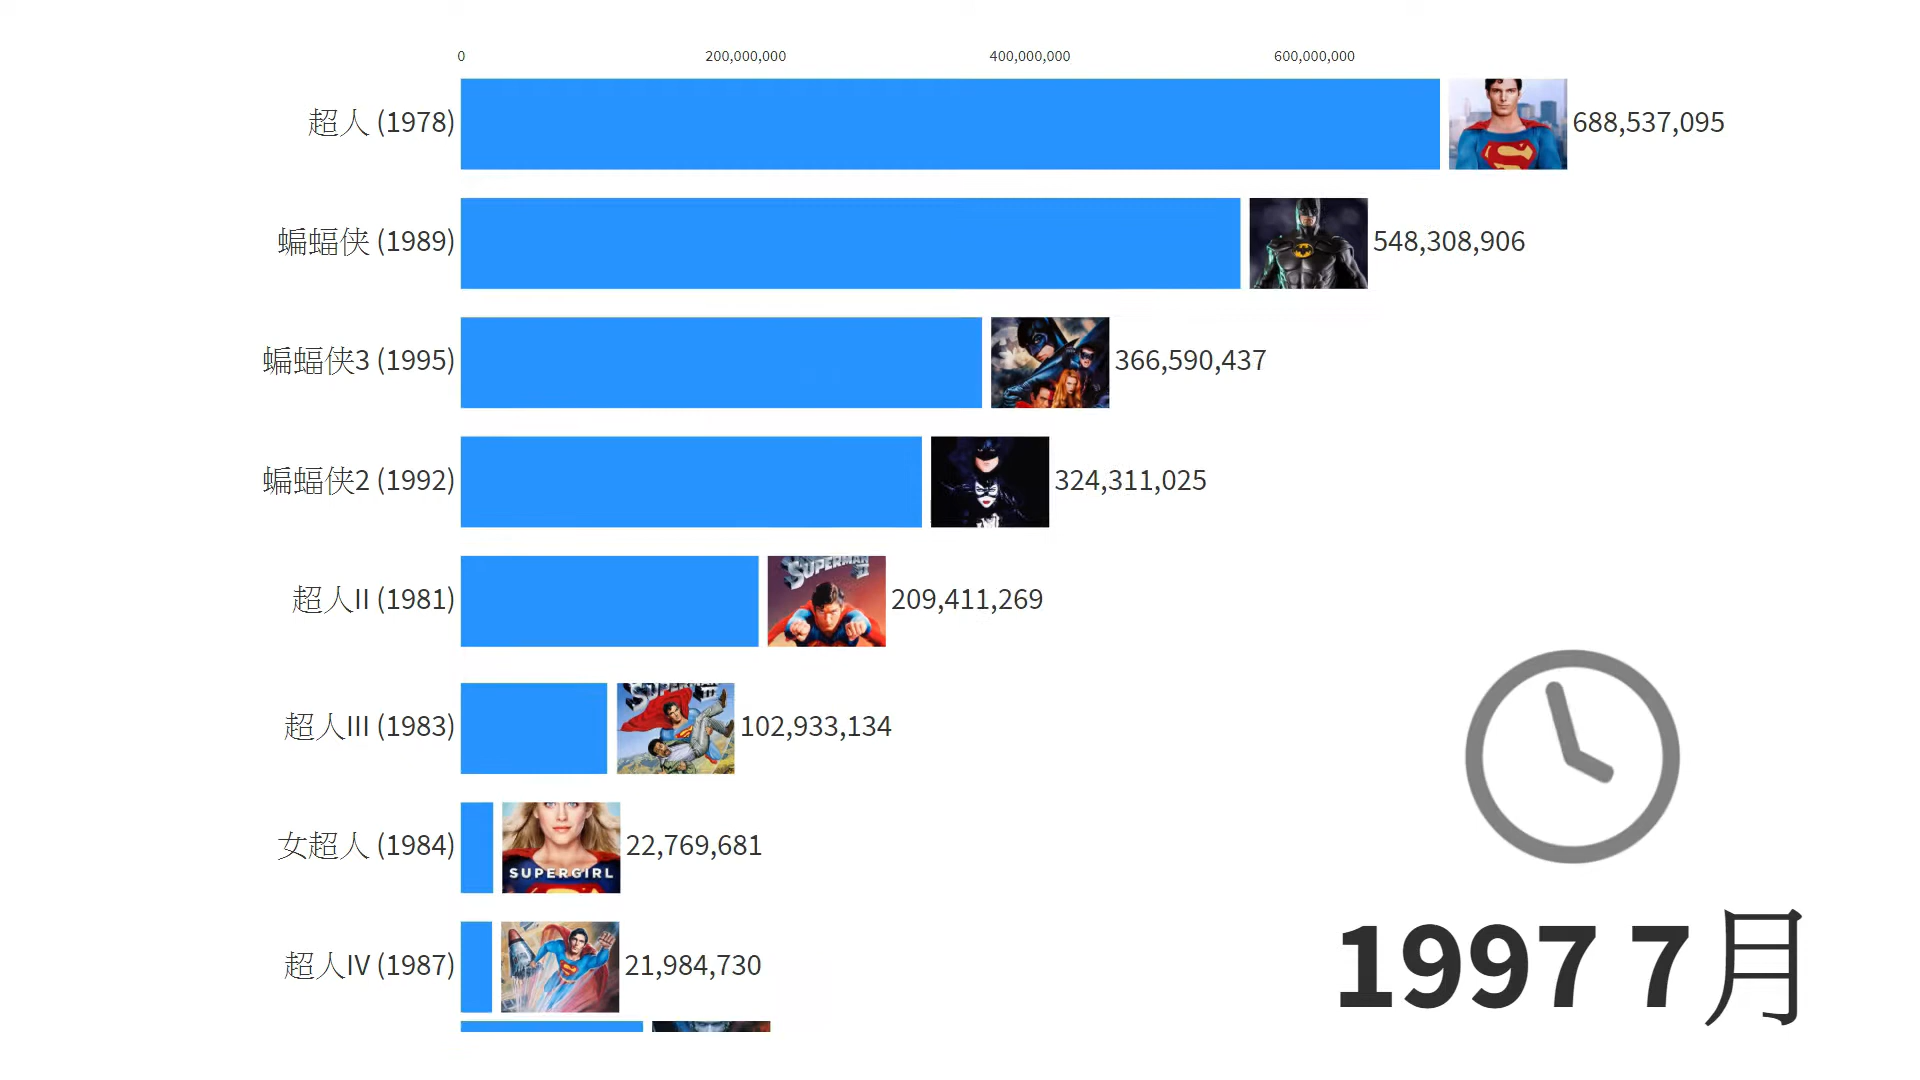 0 200,000,000 400,000,000 600,000,000
超人 (1978) 688,537,095
蝙蝠侠 (1989) 548,308,906
蝙蝠侠3 (1995) 366,590,437
蝙蝠侠2 (1992) 324,311,025
超人II (1981) SUPERMAN II 209,411,269
超人III (1983) 102,933,134
女超人 (1984) SUPERGIRL 22,769,681
超人IV (1987) 21,984,730
1997 7月